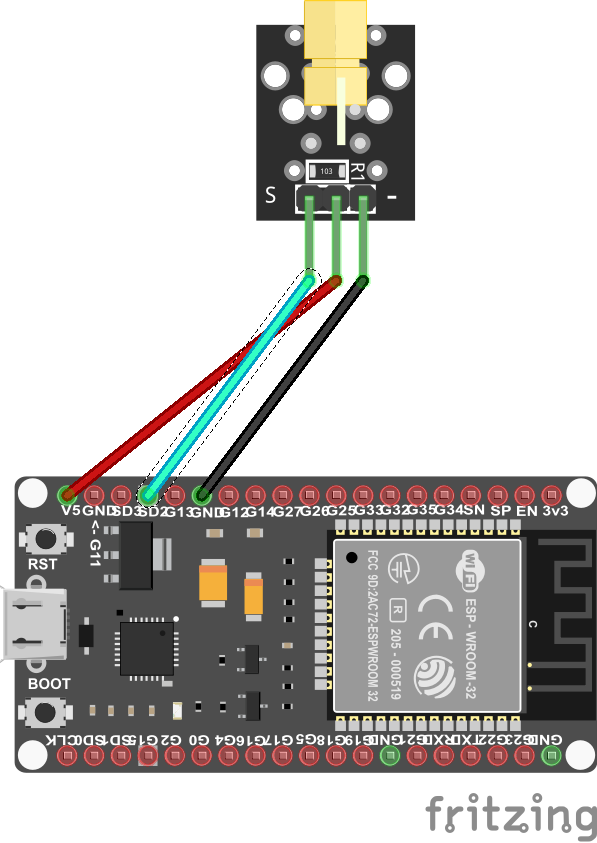 S
R1
-
103
V5 GND SD3 SD2 G13 GND G12 G14 G27 G26 G25 G33 G32 G35 G34 SN SP EN 3v3
<- G11
RST
BOOT
FCC 9D:2AC72-ESPWROOM 32
R
205 - 000519
CE
WiFi
ESP - WROOM -32
C
CLK SD0 SD1 G15 G2 G0 G4 G16 G17 G5 G18 G19 GND G21 RXD TXD G22 G23 GND
fritzing